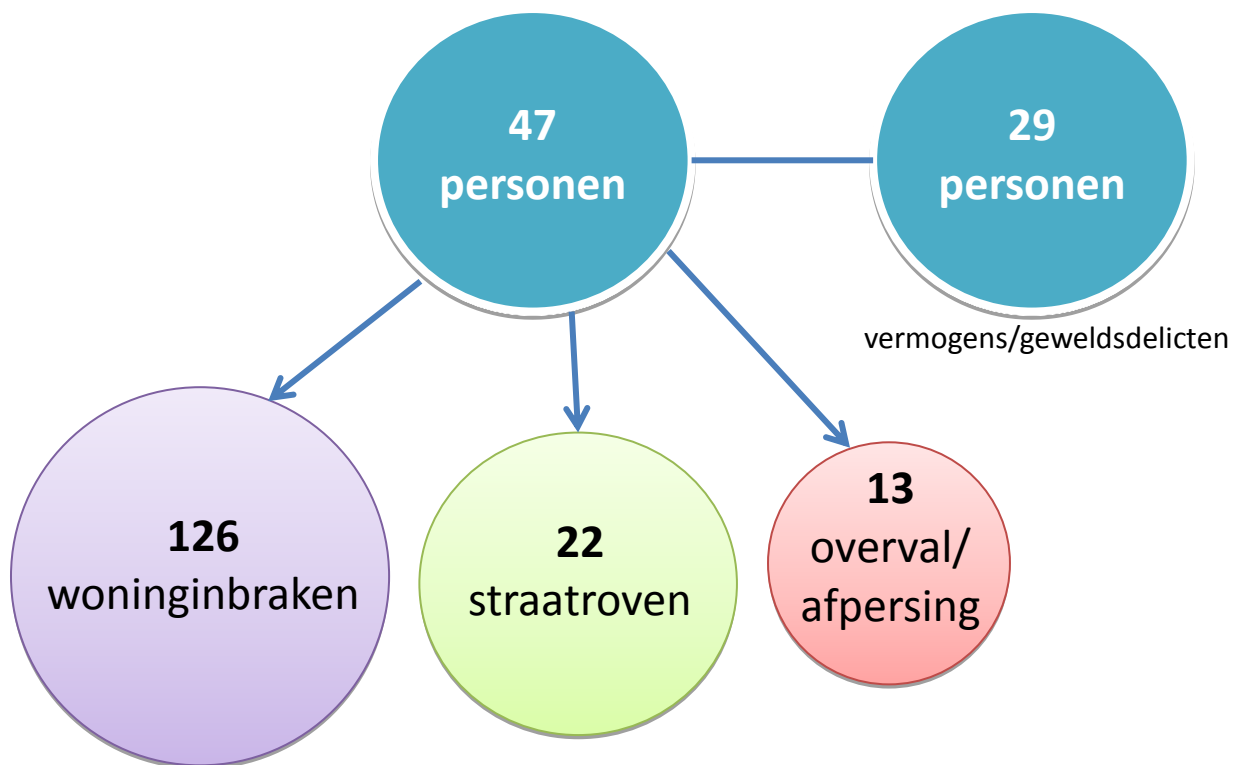 47
personen
29
personen
vermogens/geweldsdelicten
126
woninginbraken
22
straatroven
13
overval/
afpersing